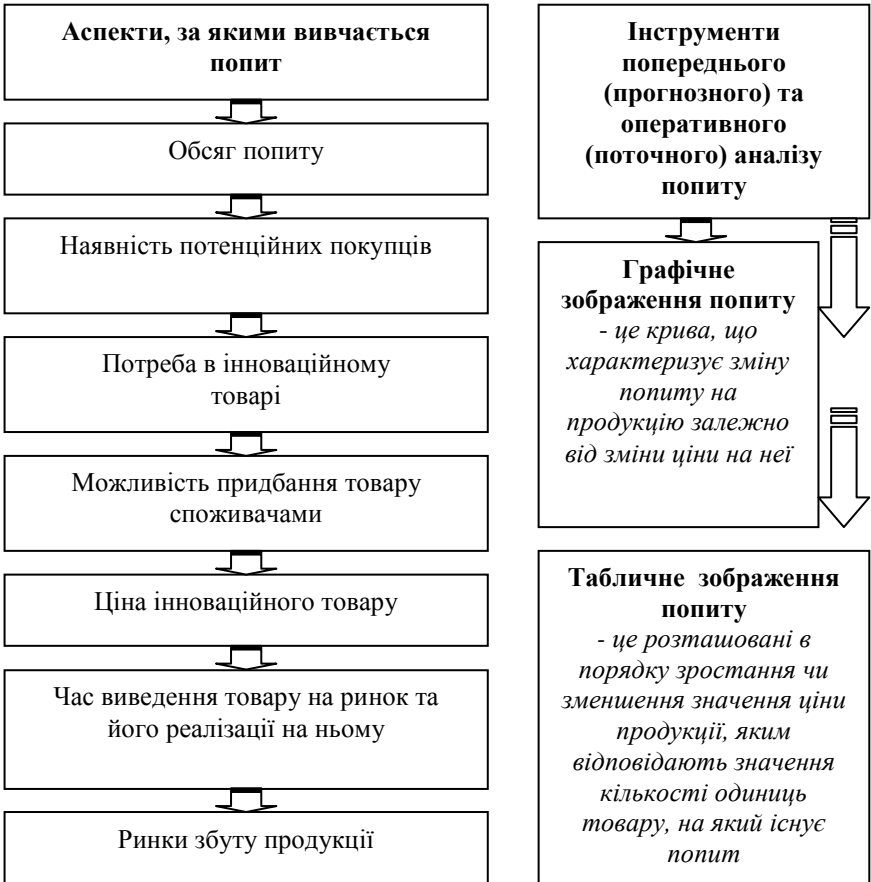 Аспекти, за якими вивчається
попит
Обсяг попиту
Наявність потенційних покупців
Потреба в інноваційному
товарі
Можливість придбання товару
споживачами
Ціна інноваційного товару
Час виведення товару на ринок та
його реалізації на ньому
Ринки збуту продукції
Інструменти
попереднього
(прогнозного) та
оперативного
(поточного) аналізу
попиту
Графічне
зображення попиту
- це крива, що
характеризує зміну
попиту на
продукцію залежно
від зміни ціни на неї
Табличне зображення
попиту
- це розташовані в
порядку зростання чи
зменшення значення ціни
продукції, яким
відповідають значення
кількості одиниць
товару, на який існує
попит